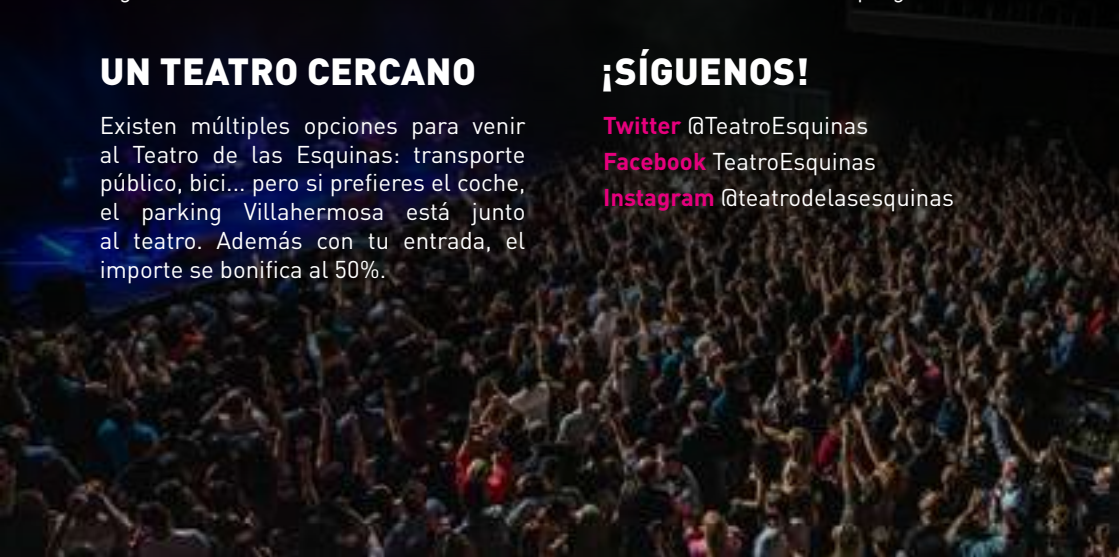 UN TEATRO CERCANO
Existen múltiples opciones para venir
al Teatro de las Esquinas: transporte
público, bici... pero si prefieres el coche,
el parking Villahermosa está junto
al teatro. Además con tu entrada, el
importe se bonifica al 50%.
¡SÍGUENOS!
Twitter @TeatroEsquinas
Facebook TeatroEsquinas
Instagram @teatrodelasesquinas